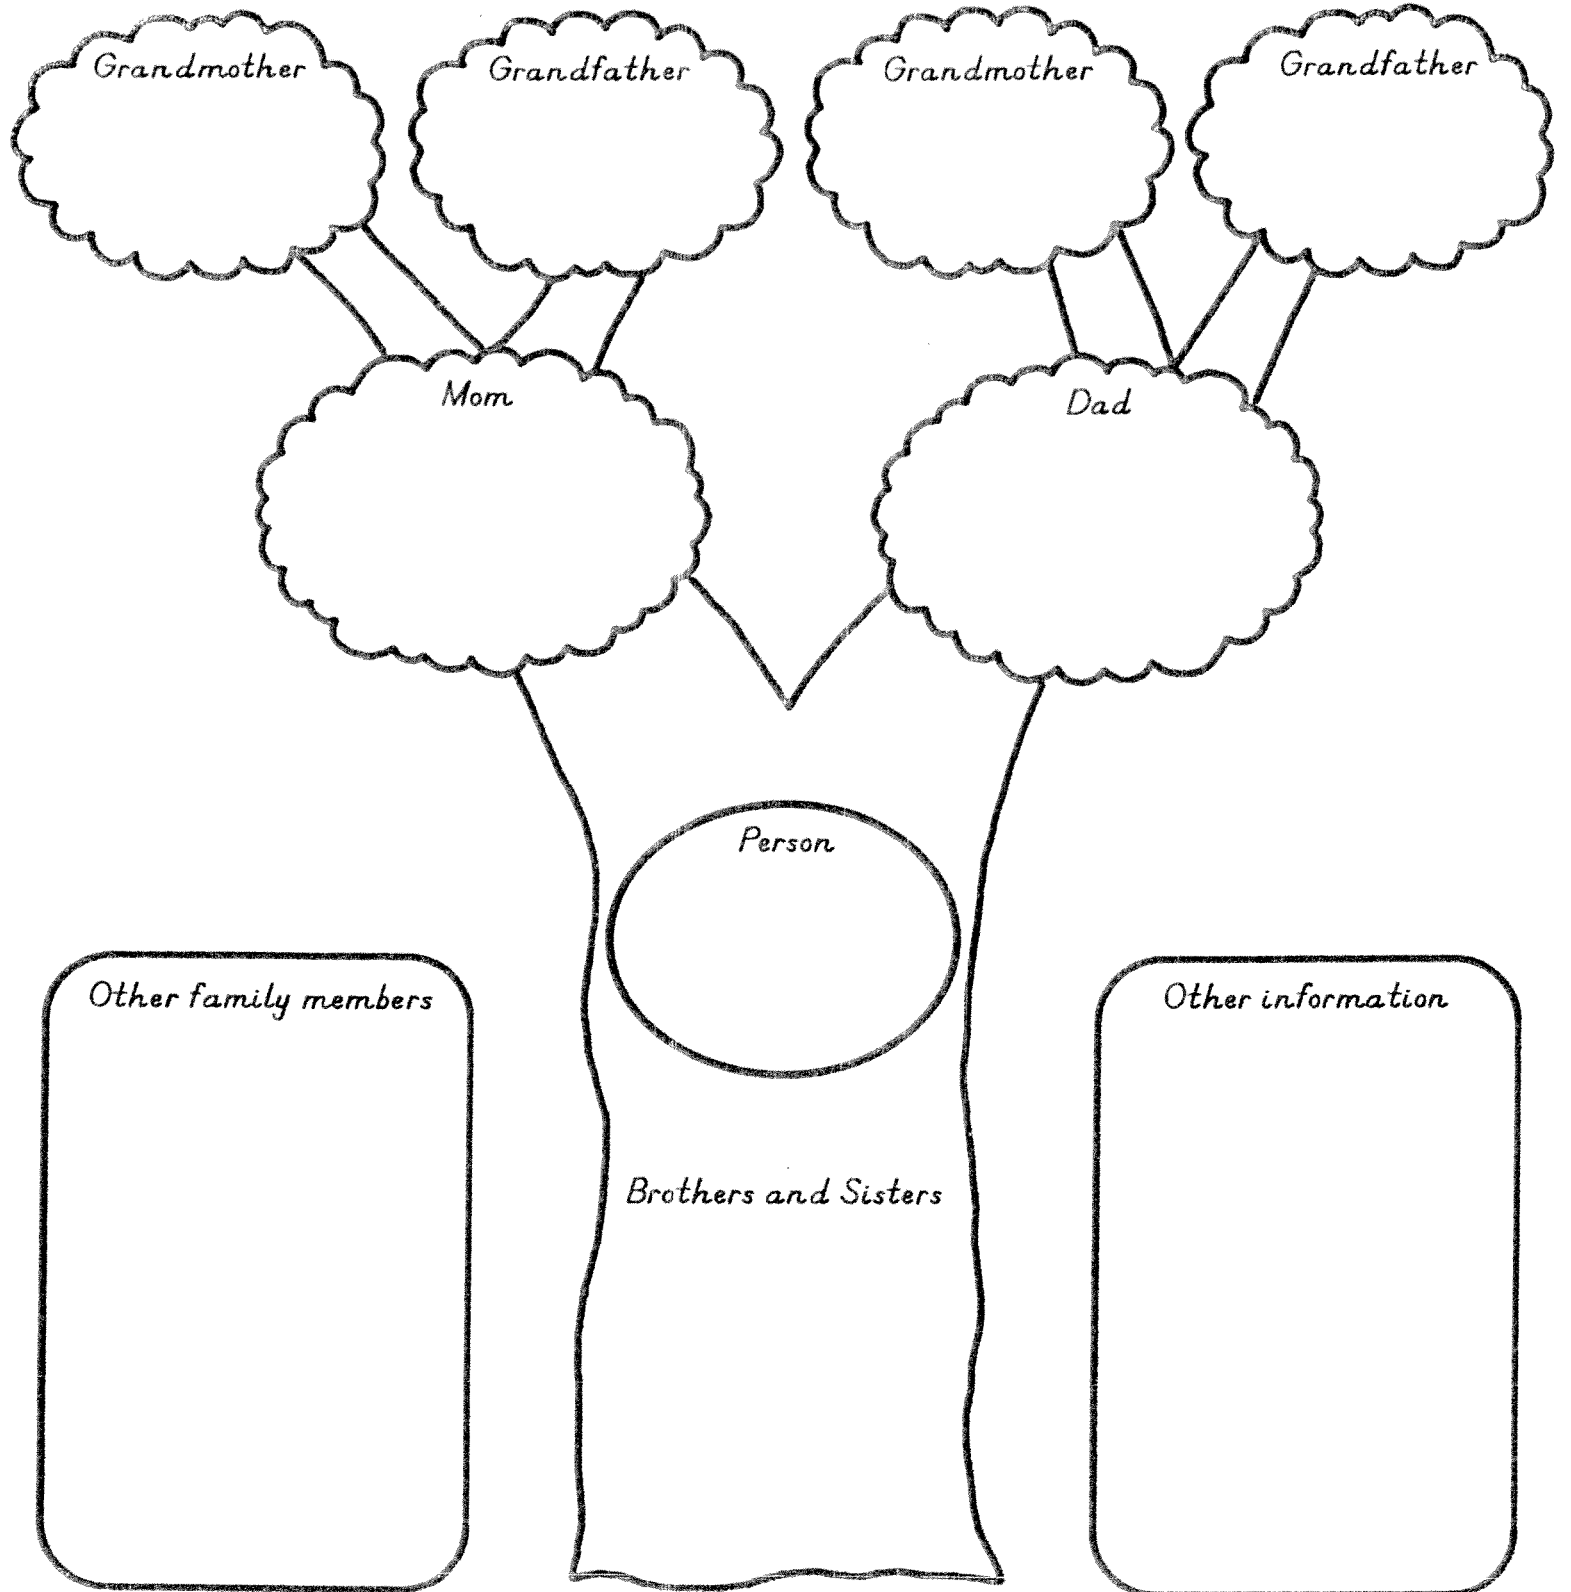 Grandmother
Grandfather
Grandmother
Grandfather
Mom
Dad
Person
Other family members
Other information
Brothers and Sisters